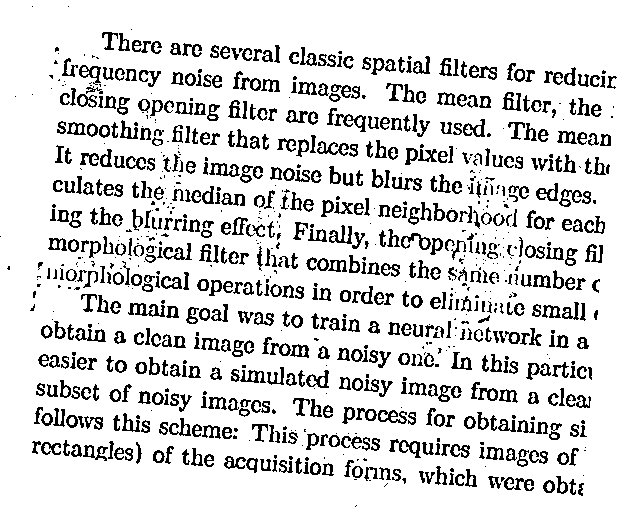 There are several classic spatial filters for reducin
frequency noise from images. The mean filter, the
closing opening filter are frequently used. The mean
smoothing filter that replaces the pixel values with the
It reduces the image noise but blurs the image edges.
culates the median of the pixel neighborhood for each
ing the blurring effect. Finally, the opening closing fil
morphological filter that combines the same number o
morphological operations in order to eliminate small
The main goal was to train a neural network in a
obtain a clean image from a noisy one. In this particu
easier to obtain a simulated noisy image from a clea
subset of noisy images. The process for obtaining si
follows this scheme: This process requires images of
rectangles) of the acquisition forms, which were obta